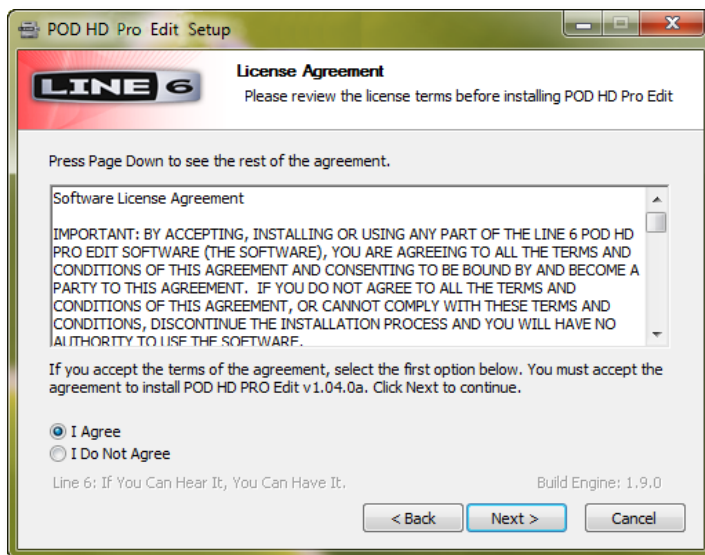 POD HD Pro Edit Setup
LINE 6
License Agreement
Please review the license terms before installing POD HD Pro Edit
Press Page Down to see the rest of the agreement.
Software License Agreement
IMPORTANT: BY ACCEPTING, INSTALLING OR USING ANY PART OF THE LINE 6 POD HD
PRO EDIT SOFTWARE (THE SOFTWARE), YOU ARE AGREEING TO ALL THE TERMS AND
CONDITIONS OF THIS AGREEMENT AND CONSENTING TO BE BOUND BY AND BECOME A
PARTY TO THIS AGREEMENT.  IF YOU DO NOT AGREE TO ALL THE TERMS AND
CONDITIONS OF THIS AGREEMENT, OR CANNOT COMPLY WITH THESE TERMS AND
CONDITIONS, DISCONTINUE THE INSTALLATION PROCESS AND YOU WILL HAVE NO
AUTHORITY TO USE THE SOFTWARE.
If you accept the terms of the agreement, select the first option below. You must accept the
agreement to install POD HD PRO Edit v1.04.0a. Click Next to continue.
I Agree
I Do Not Agree
Line 6: If You Can Hear It, You Can Have It.
Build Engine: 1.9.0
< Back
Next >
Cancel